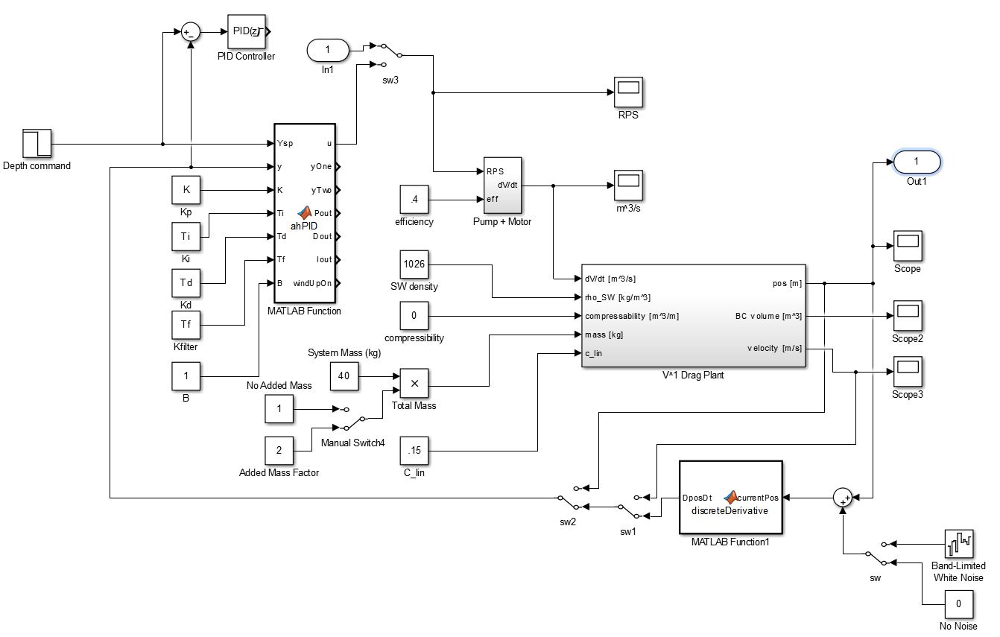 PID(z)
PID Controller
1
In1
sw3
RPS
Depth command
Ysp
u
y
yOne
K
yTwo
Ti
Pout
ahPID
Td
Dout
Tf
Iout
B
windUpOn
MATLAB Function
K
Kp
Ti
Ki
Td
Kd
Tf
Kfilter
1
B
RPS
dV/dt
eff
Pump + Motor
.4
efficiency
m^3/s
1
Out1
1026
SW density
0
compressibility
dV/dt [m^3/s]
rho_SW [kg/m^3]
compressability [m^3/m]
mass [kg]
c_lin
pos [m]
BC volume [m^3]
velocity [m/s]
V^1 Drag Plant
Scope
Scope2
Scope3
System Mass (kg)
40
×
Total Mass
No Added Mass
1
Manual Switch4
2
Added Mass Factor
.15
C_lin
sw2
sw1
DposDt
currentPos
discreteDerivative
MATLAB Function1
sw
Band-Limited
White Noise
0
No Noise